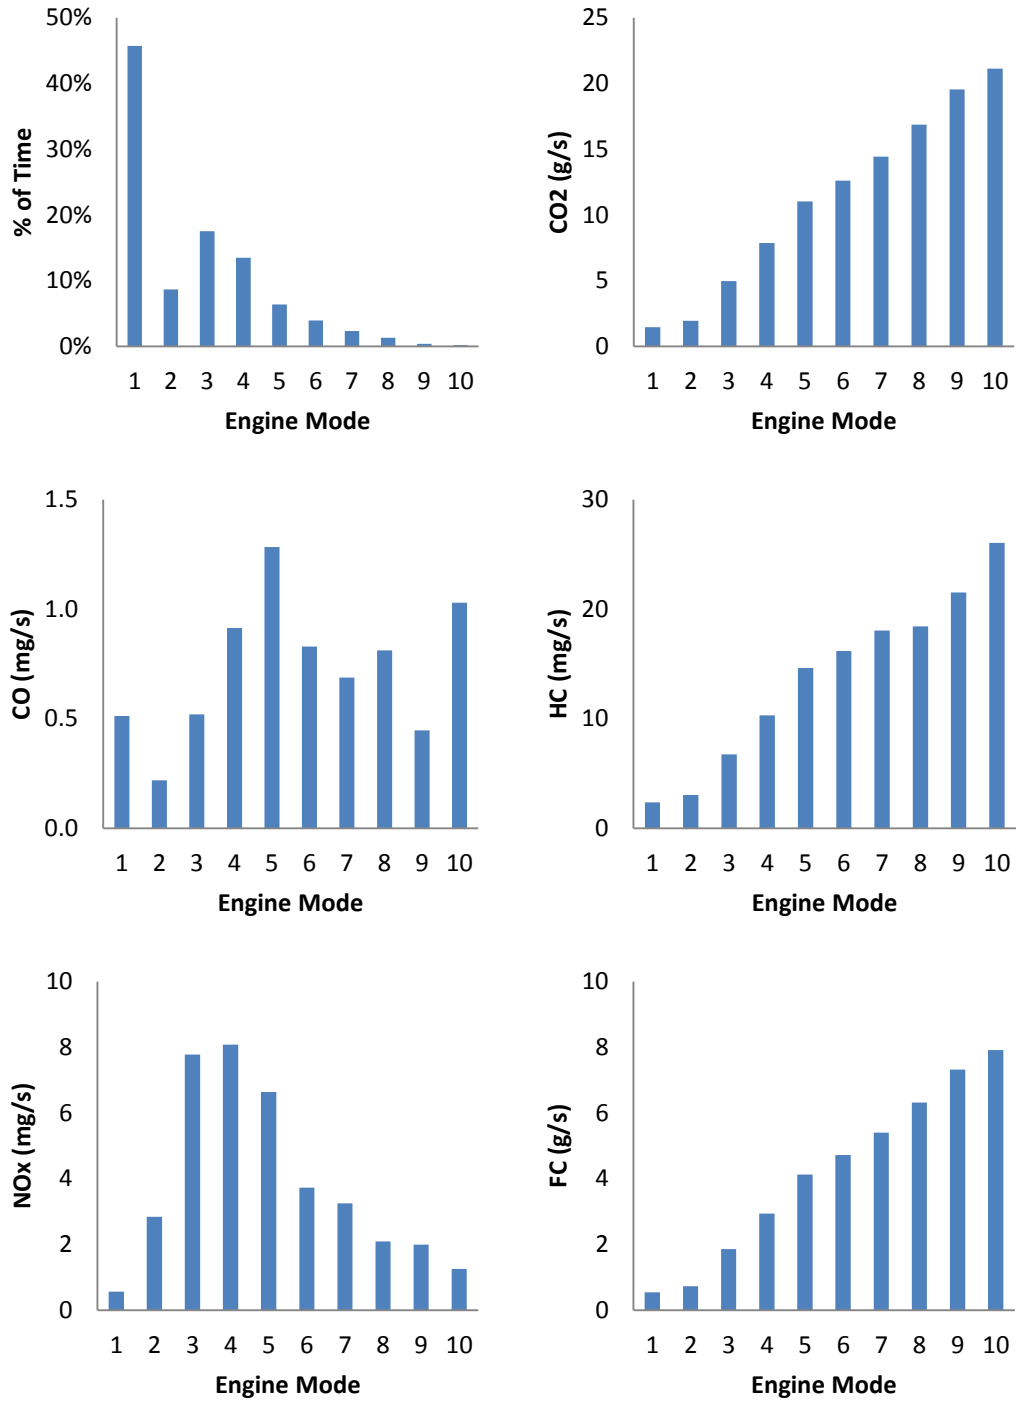 % of Time
50%
40%
30%
20%
10%
0%
1 2 3 4 5 6 7 8 9 10
Engine Mode
CO2 (g/s)
25
20
15
10
5
0
1 2 3 4 5 6 7 8 9 10
Engine Mode
CO (mg/s)
1.5
1.0
0.5
0.0
1 2 3 4 5 6 7 8 9 10
Engine Mode
HC (mg/s)
30
20
10
0
1 2 3 4 5 6 7 8 9 10
Engine Mode
NOx (mg/s)
10
8
6
4
2
0
1 2 3 4 5 6 7 8 9 10
Engine Mode
FC (g/s)
10
8
6
4
2
0
1 2 3 4 5 6 7 8 9 10
Engine Mode